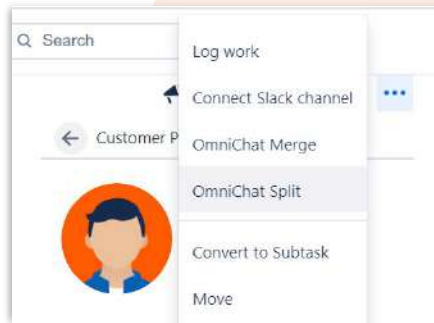 Search
Log work
Connect Slack channel
Customer P
OmniChat Merge
OmniChat Split
Convert to Subtask
Move